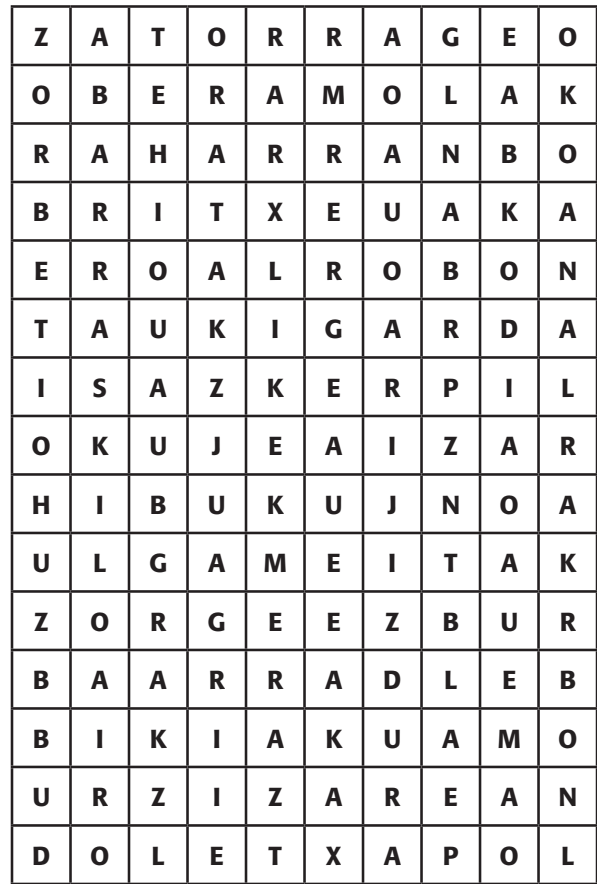 Z A T O R R A G E O
O B E R A M O L A K
R A H A R R A N B O
B R I T X E U A K A
E R O A L R O B O N
T A U K I G A R D A
I S A Z K E R P I L
O K U J E A I Z A R
H I B U K U J N O A
U L G A M E I T A K
Z O R G E E Z B U R
B A A R R A D L E B
B I K I A K U A M O
U R Z I Z A R E A N
D O L E T X A P O L